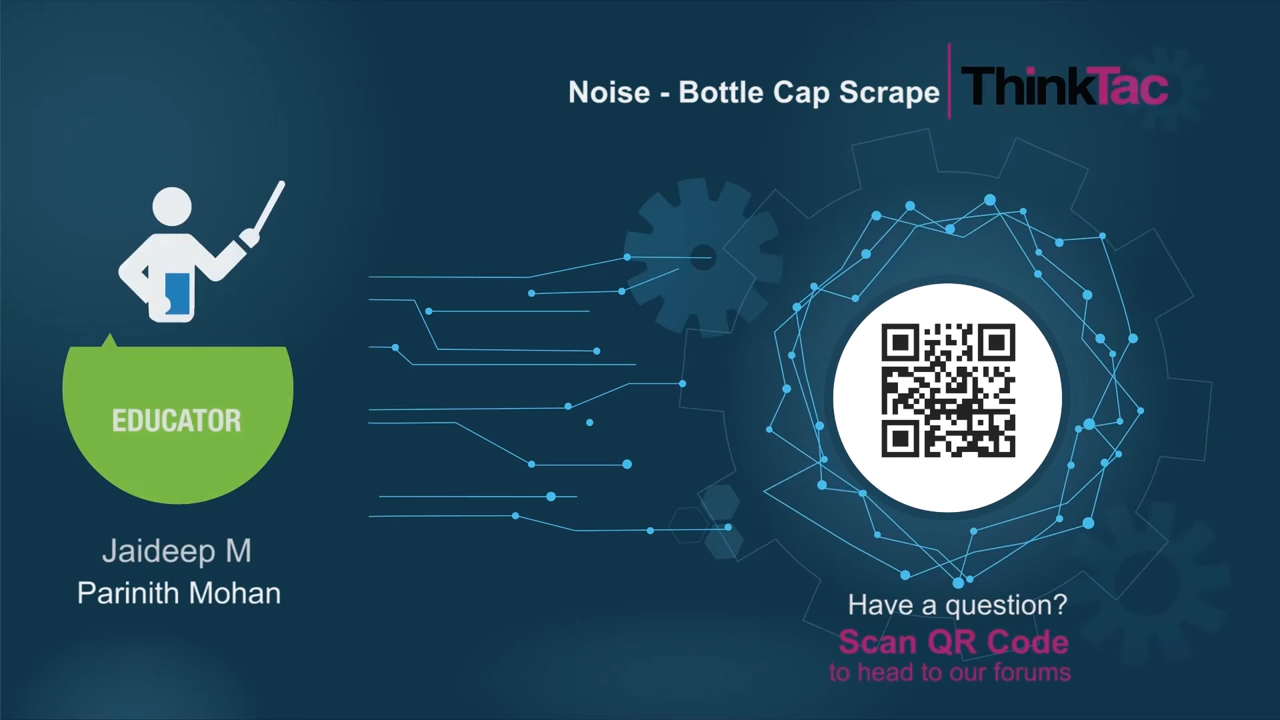 Noise - Bottle Cap Scrape
ThinkTac
EDUCATOR
Jaideep M
Parinith Mohan
Have a question?
Scan QR Code
to head to our forums